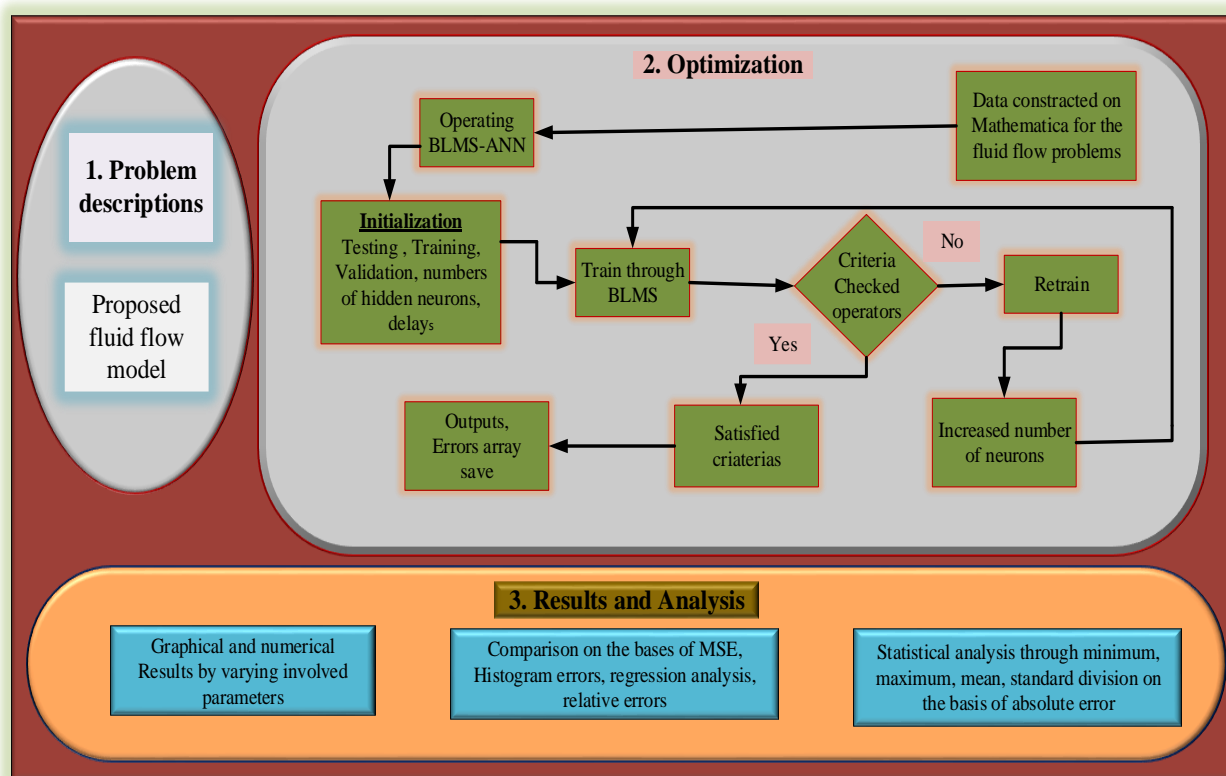 1. Problem
descriptions
Proposed
fluid flow
model
2. Optimization
Data constracted on
Mathematica for the
fluid flow problems
Operating
BLMS-ANN
Initialization
Testing , Training,
Validation, numbers
of hidden neurons,
delays
Train through
BLMS
Criteria
Checked
operators
No
Retrain
Yes
Increased number
of neurons
Satisfied
criaterias
Outputs,
Errors array
save
3. Results and Analysis
Graphical and numerical
Results by varying involved
parameters
Comparison on the bases of MSE,
Histogram errors, regression analysis,
relative errors
Statistical analysis through minimum,
maximum, mean, standard division on
the basis of absolute error